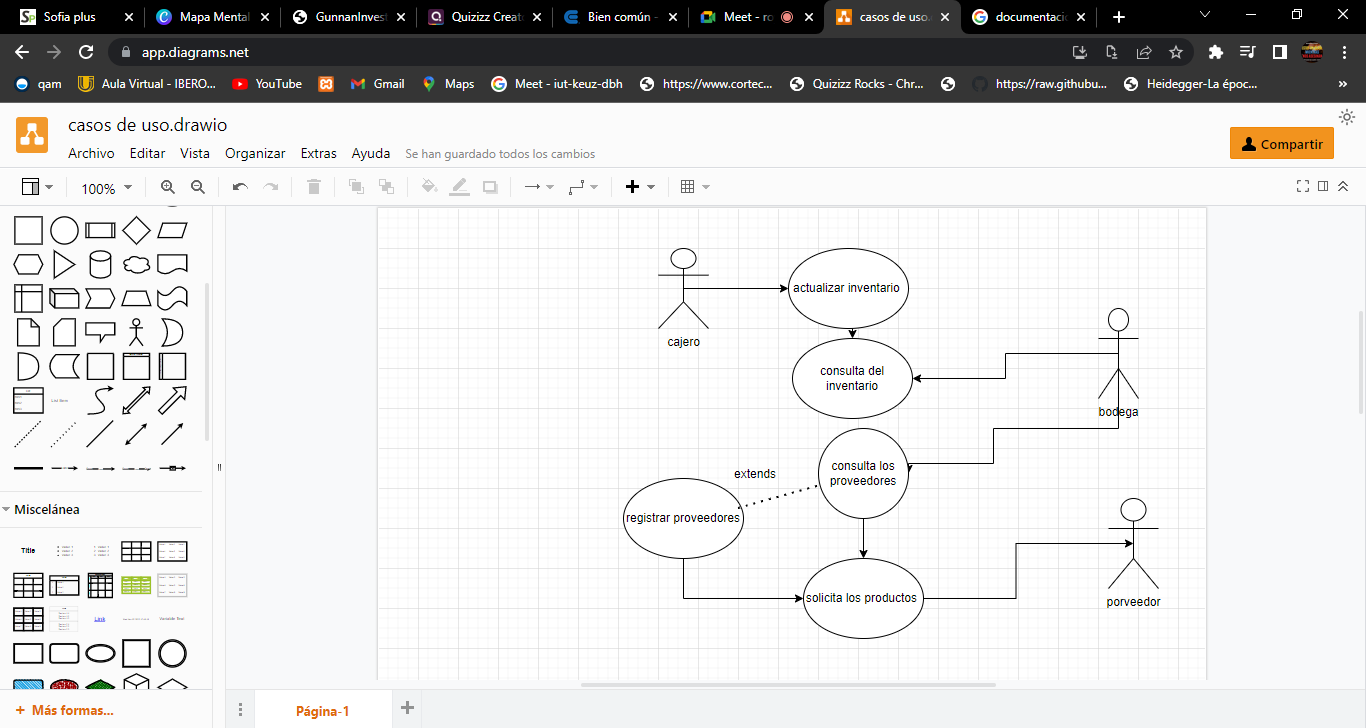 Sofia plus
Mapa Mental
GunnanInvest
Quizizz Creat
Bien común -
Meet - ro
casos de uso.
documentaci
app.diagrams.net
qam
Aula Virtual - IBERO...
YouTube
Gmail
Maps
Meet - iut-keuz-dbh
https://www.cortec...
Quizizz Rocks - Chr...
https://raw.githubu...
Heidegger-La époc...
casos de uso.drawio
Archivo Editar Vista Organizar Extras Ayuda Se han guardado todos los cambios
Compartir
100%
cajero
actualizar inventario
consulta del
inventario
bodega
consulta los
proveedores
extends
registrar proveedores
solicita los productos
porveedor
List Item
Miscelánea
Title
Link
+ Más formas...
Página-1